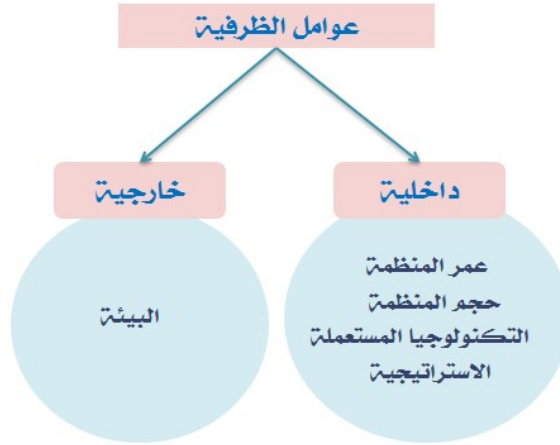 عوامل الظرفية
داخلية
خارجية
عمر المنظمة
حجم المنظمة
التكنولوجيا المستعملة
الاستراتيجية
البيئة